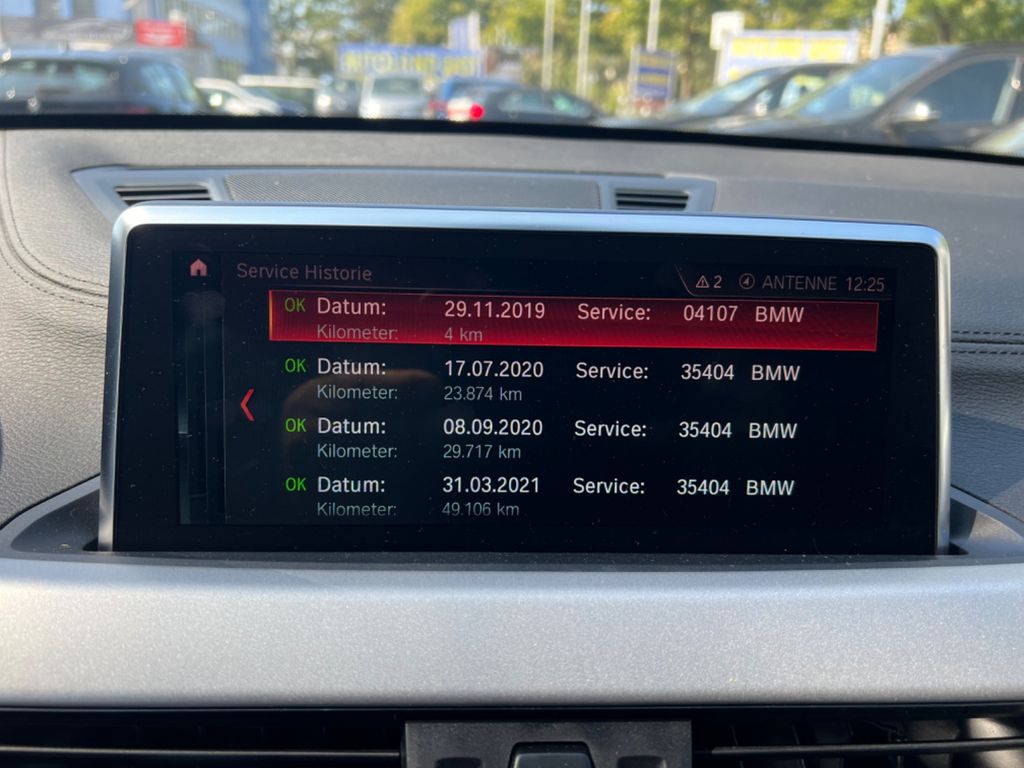 Service Historie
2 ANTENNE 12:25
OK Datum: 29.11.2019 Service: 04107 BMW
Kilometer: 4 km
OK Datum: 17.07.2020 Service: 35404 BMW
Kilometer: 23.874 km
OK Datum: 08.09.2020 Service: 35404 BMW
Kilometer: 29.717 km
OK Datum: 31.03.2021 Service: 35404 BMW
Kilometer: 49.106 km